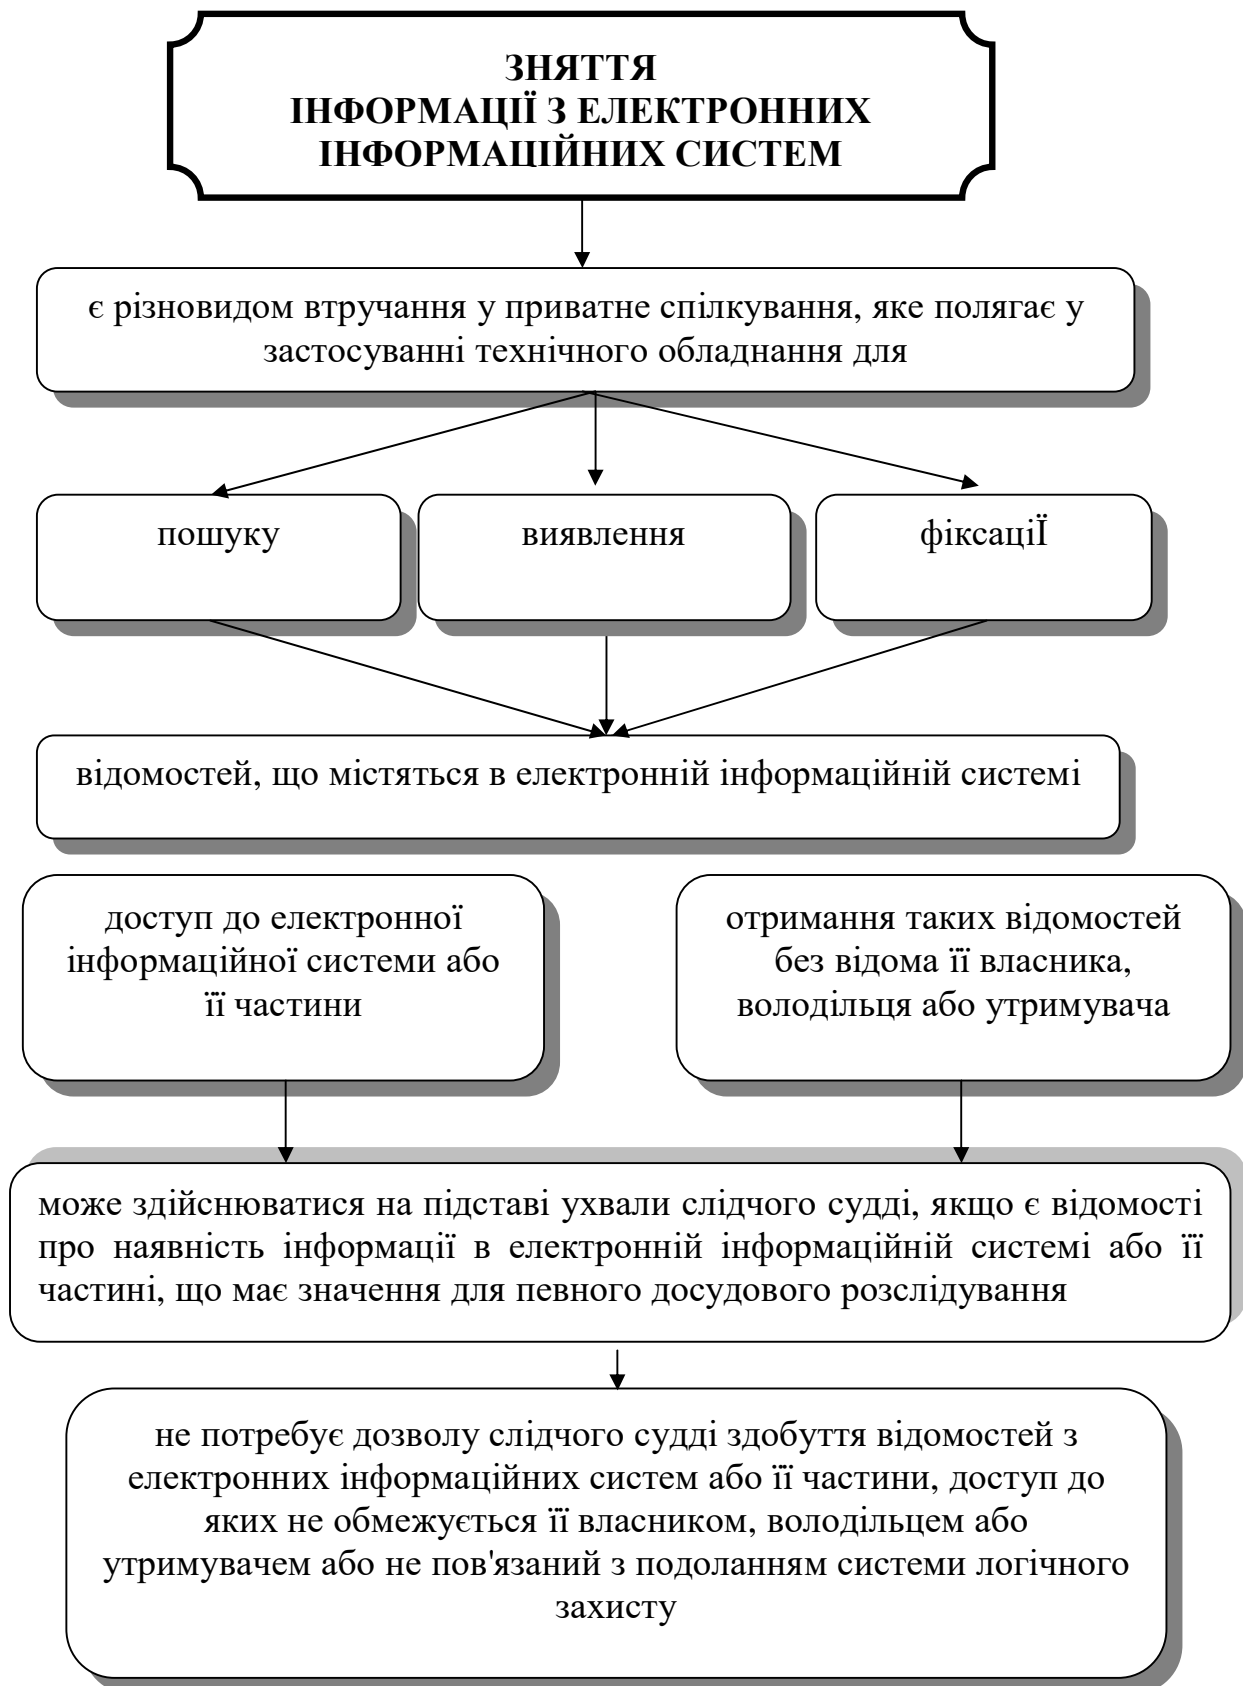 ЗНЯТТЯ
ІНФОРМАЦІЇ З ЕЛЕКТРОННИХ
ІНФОРМАЦІЙНИХ СИСТЕМ
є різновидом втручання у приватне спілкування, яке полягає у
застосуванні технічного обладнання для
пошуку
виявлення
фіксаціЇ
відомостей, що містяться в електронній інформаційній системі
доступ до електронної
інформаційної системи або
її частини
отримання таких відомостей
без відома її власника,
володільця або утримувача
може здійснюватися на підставі ухвали слідчого судді, якщо є відомості
про наявність інформації в електронній інформаційній системі або її
частині, що має значення для певного досудового розслідування
не потребує дозволу слідчого судді здобуття відомостей з
електронних інформаційних систем або її частини, доступ до
яких не обмежується її власником, володільцем або
утримувачем або не пов'язаний з подоланням системи логічного
захисту